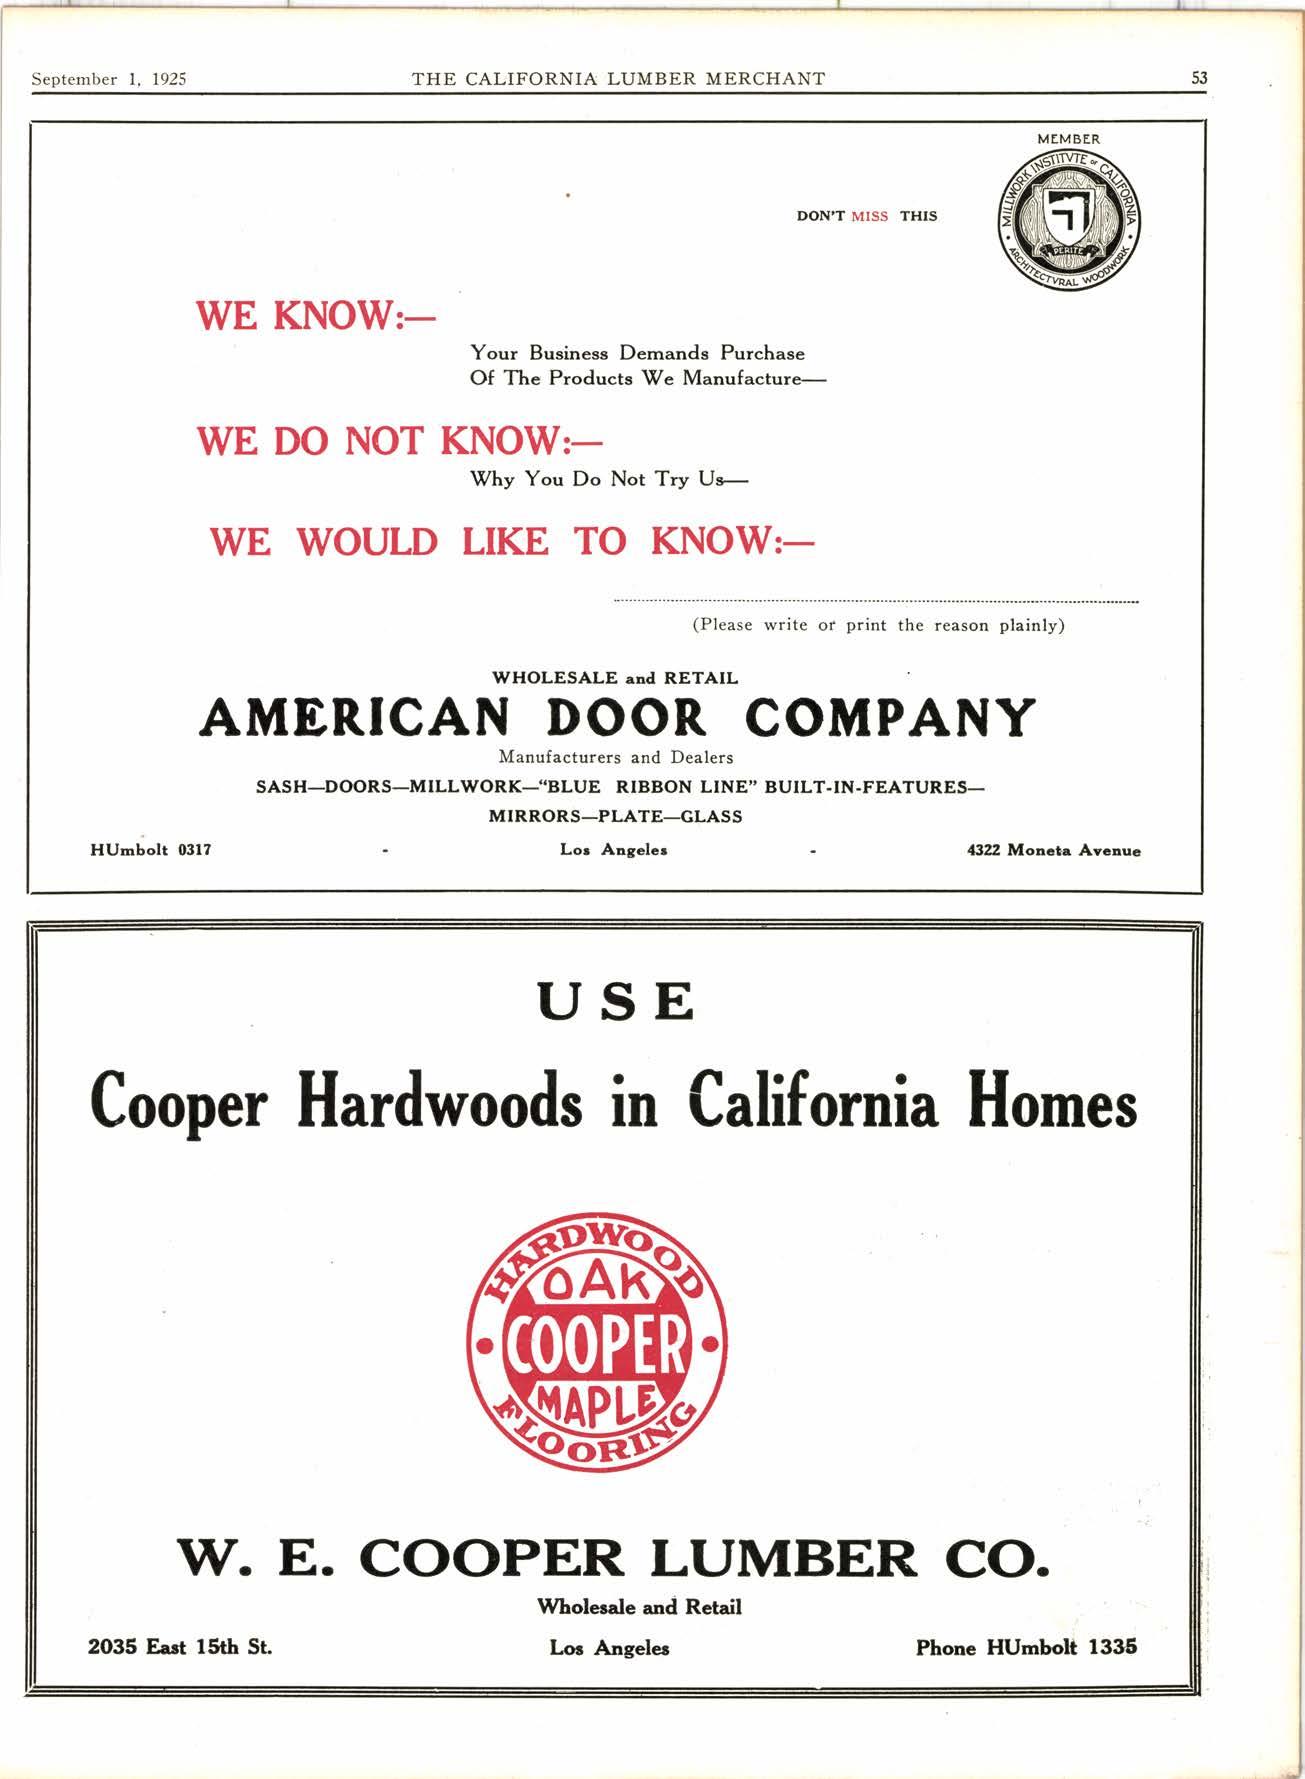 September 1, 1925 THE CALIFORNIA LUMBER MERCHANT 53
MEMBER
MILLWORK INSTITVTE OF CALIFORNIA
PERITE
ARCHITECTVRAL WOODWORK
DON'T MISS THIS
WE KNOW:—
Your Business Demands Purchase
Of The Products We Manufacture—
WE DO NOT KNOW:—
Why You Do Not Try Us—
WE WOULD LIKE TO KNOW:—
(Please write or print the reason plainly)
WHOLESALE and RETAIL
AMERICAN DOOR COMPANY
Manufacturers and Dealers
SASH—DOORS—MILLWORK—“BLUE RIBBON LINE” BUILT-IN-FEATURES—
MIRRORS—PLATE—GLASS
HUmbolt 0317 - Los Angeles - 4322 Moneta Avenue
USE
Cooper Hardwoods in California Homes
HARDWOOD
OAK
COOPER
MAPLE
FLOORING
W. E. COOPER LUMBER CO.
Wholesale and Retail
2035 East 15th St. Los Angeles Phone HUmbolt 1335